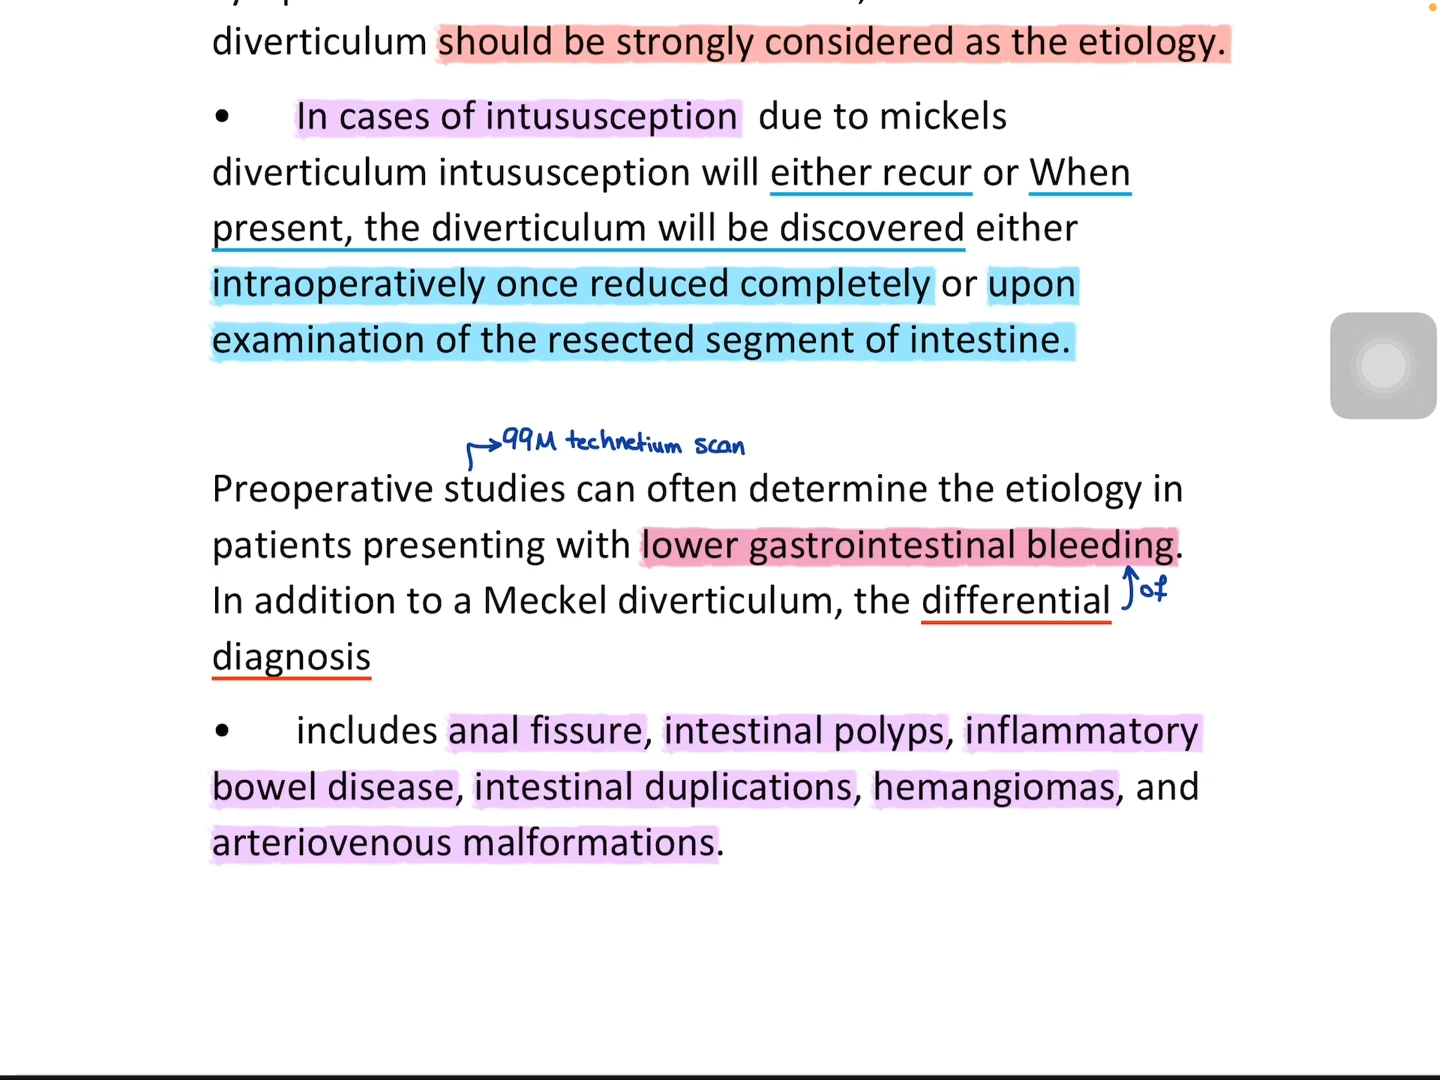 diverticulum should be strongly considered as the etiology.
• In cases of intususception due to mickels
diverticulum intususception will either recur or When
present, the diverticulum will be discovered either
intraoperatively once reduced completely or upon
examination of the resected segment of intestine.
99M technetium scan
Preoperative studies can often determine the etiology in
patients presenting with lower gastrointestinal bleeding.
In addition to a Meckel diverticulum, the differential of
diagnosis
• includes anal fissure, intestinal polyps, inflammatory
bowel disease, intestinal duplications, hemangiomas, and
arteriovenous malformations.